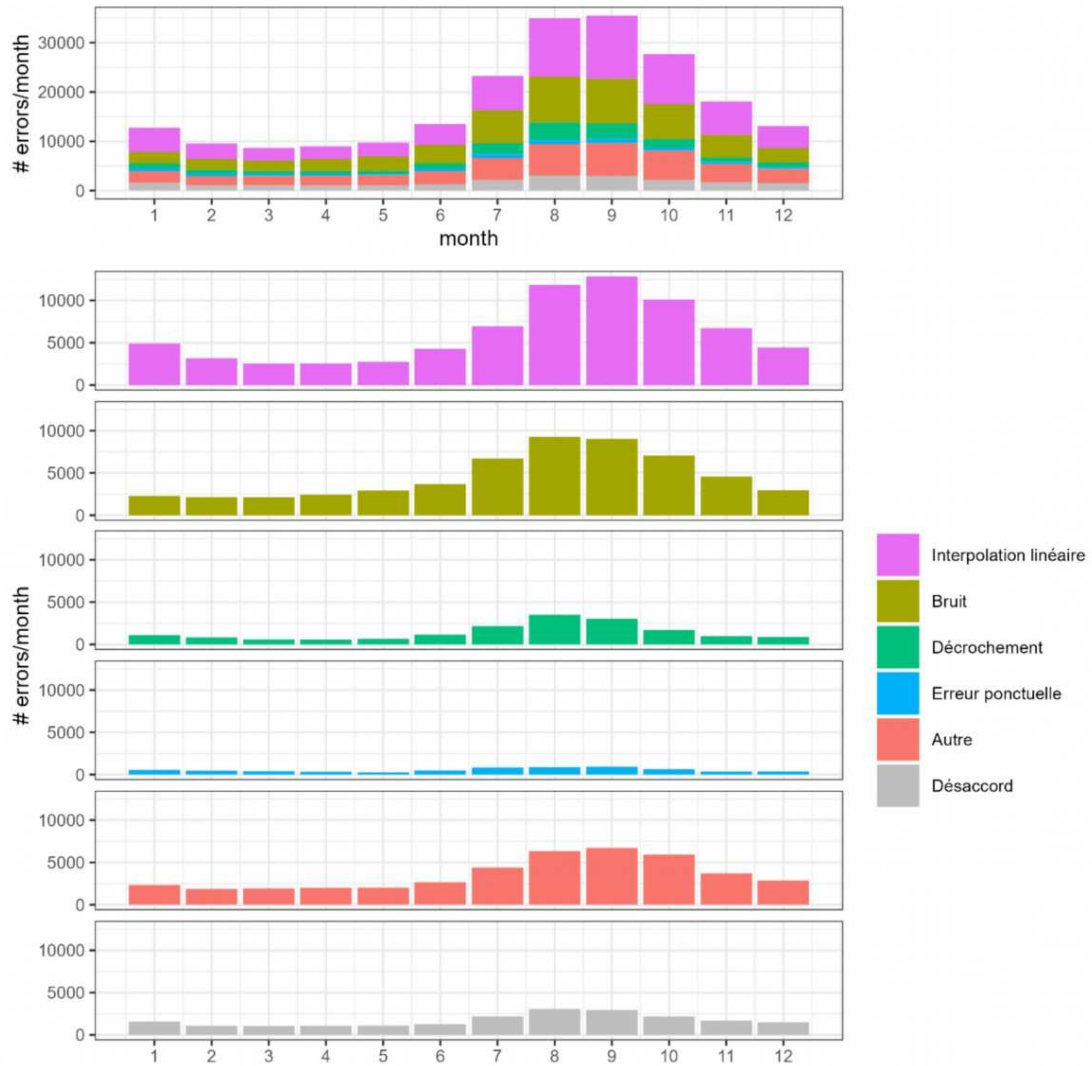 # errors/month
30000
20000
10000
0
1 2 3 4 5 6 7 8 9 10 11 12
month
# errors/month
10000
5000
0
10000
5000
0
10000
5000
0
10000
5000
0
10000
5000
0
10000
5000
0
1 2 3 4 5 6 7 8 9 10 11 12
Interpolation linéaire
Bruit
Décrochement
Erreur ponctuelle
Autre
Désaccord